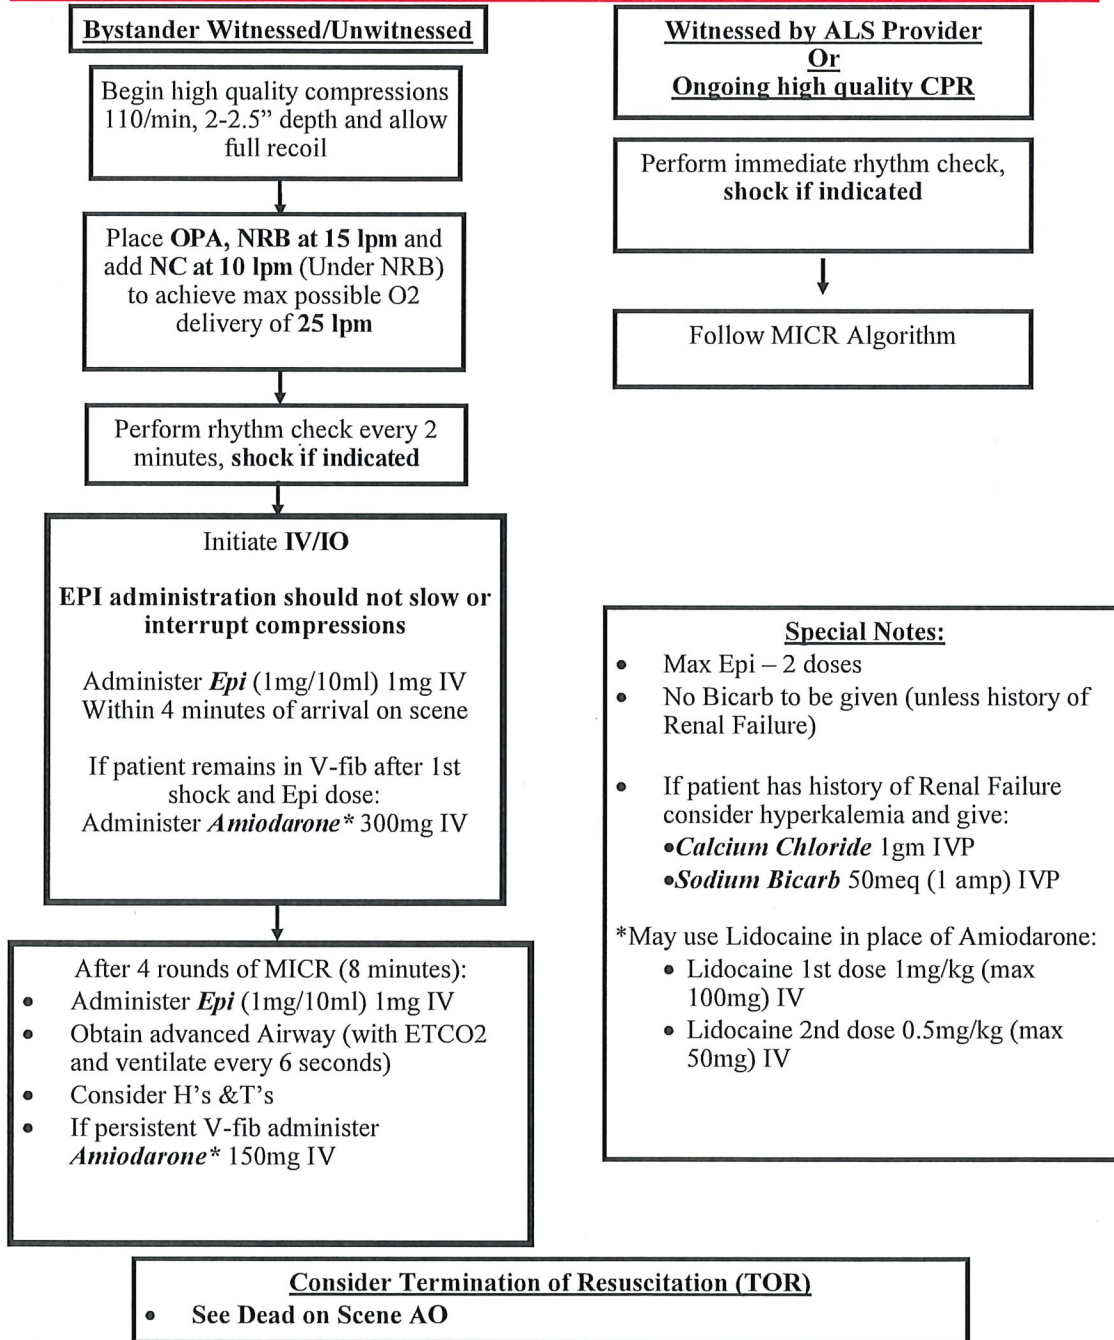 Bystander Witnessed/Unwitnessed
Begin high quality compressions
110/min, 2-2.5” depth and allow
full recoil
Place OPA, NRB at 15 lpm and
add NC at 10 lpm (Under NRB)
to achieve max possible O2
delivery of 25 lpm
Perform rhythm check every 2
minutes, shock if indicated
Initiate IV/IO
EPI administration should not slow or
interrupt compressions
Administer Epi (1mg/10ml) 1mg IV
Within 4 minutes of arrival on scene
If patient remains in V-fib after 1st
shock and Epi dose:
Administer Amiodarone* 300mg IV
After 4 rounds of MICR (8 minutes):
• Administer Epi (1mg/10ml) 1mg IV
• Obtain advanced Airway (with ETCO2
and ventilate every 6 seconds)
• Consider H's &T's
• If persistent V-fib administer
Amiodarone* 150mg IV
Witnessed by ALS Provider
Or
Ongoing high quality CPR
Perform immediate rhythm check,
shock if indicated
Follow MICR Algorithm
Special Notes:
• Max Epi – 2 doses
• No Bicarb to be given (unless history of
Renal Failure)
• If patient has history of Renal Failure
consider hyperkalemia and give:
•Calcium Chloride 1gm IVP
•Sodium Bicarb 50meq (1 amp) IVP
*May use Lidocaine in place of Amiodarone:
• Lidocaine 1st dose 1mg/kg (max
100mg) IV
• Lidocaine 2nd dose 0.5mg/kg (max
50mg) IV
Consider Termination of Resuscitation (TOR)
• See Dead on Scene AO